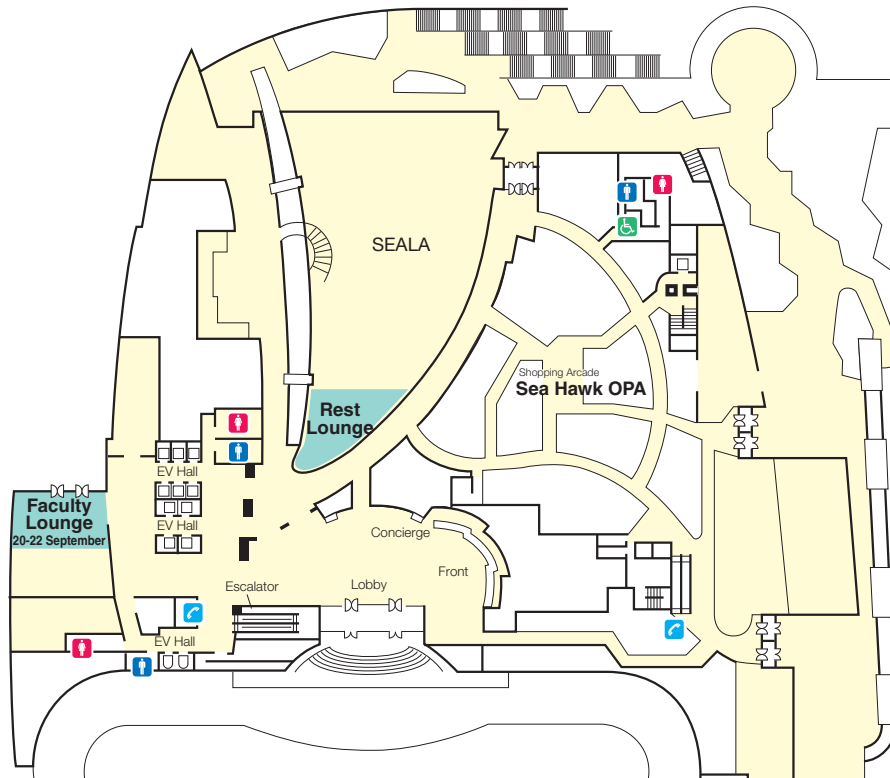 SEALA
Shopping Arcade
Sea Hawk OPA
Rest
Lounge
EV Hall
Faculty
Lounge
20-22 September
EV Hall
Concierge
Front
Escalator
Lobby
EV Hall